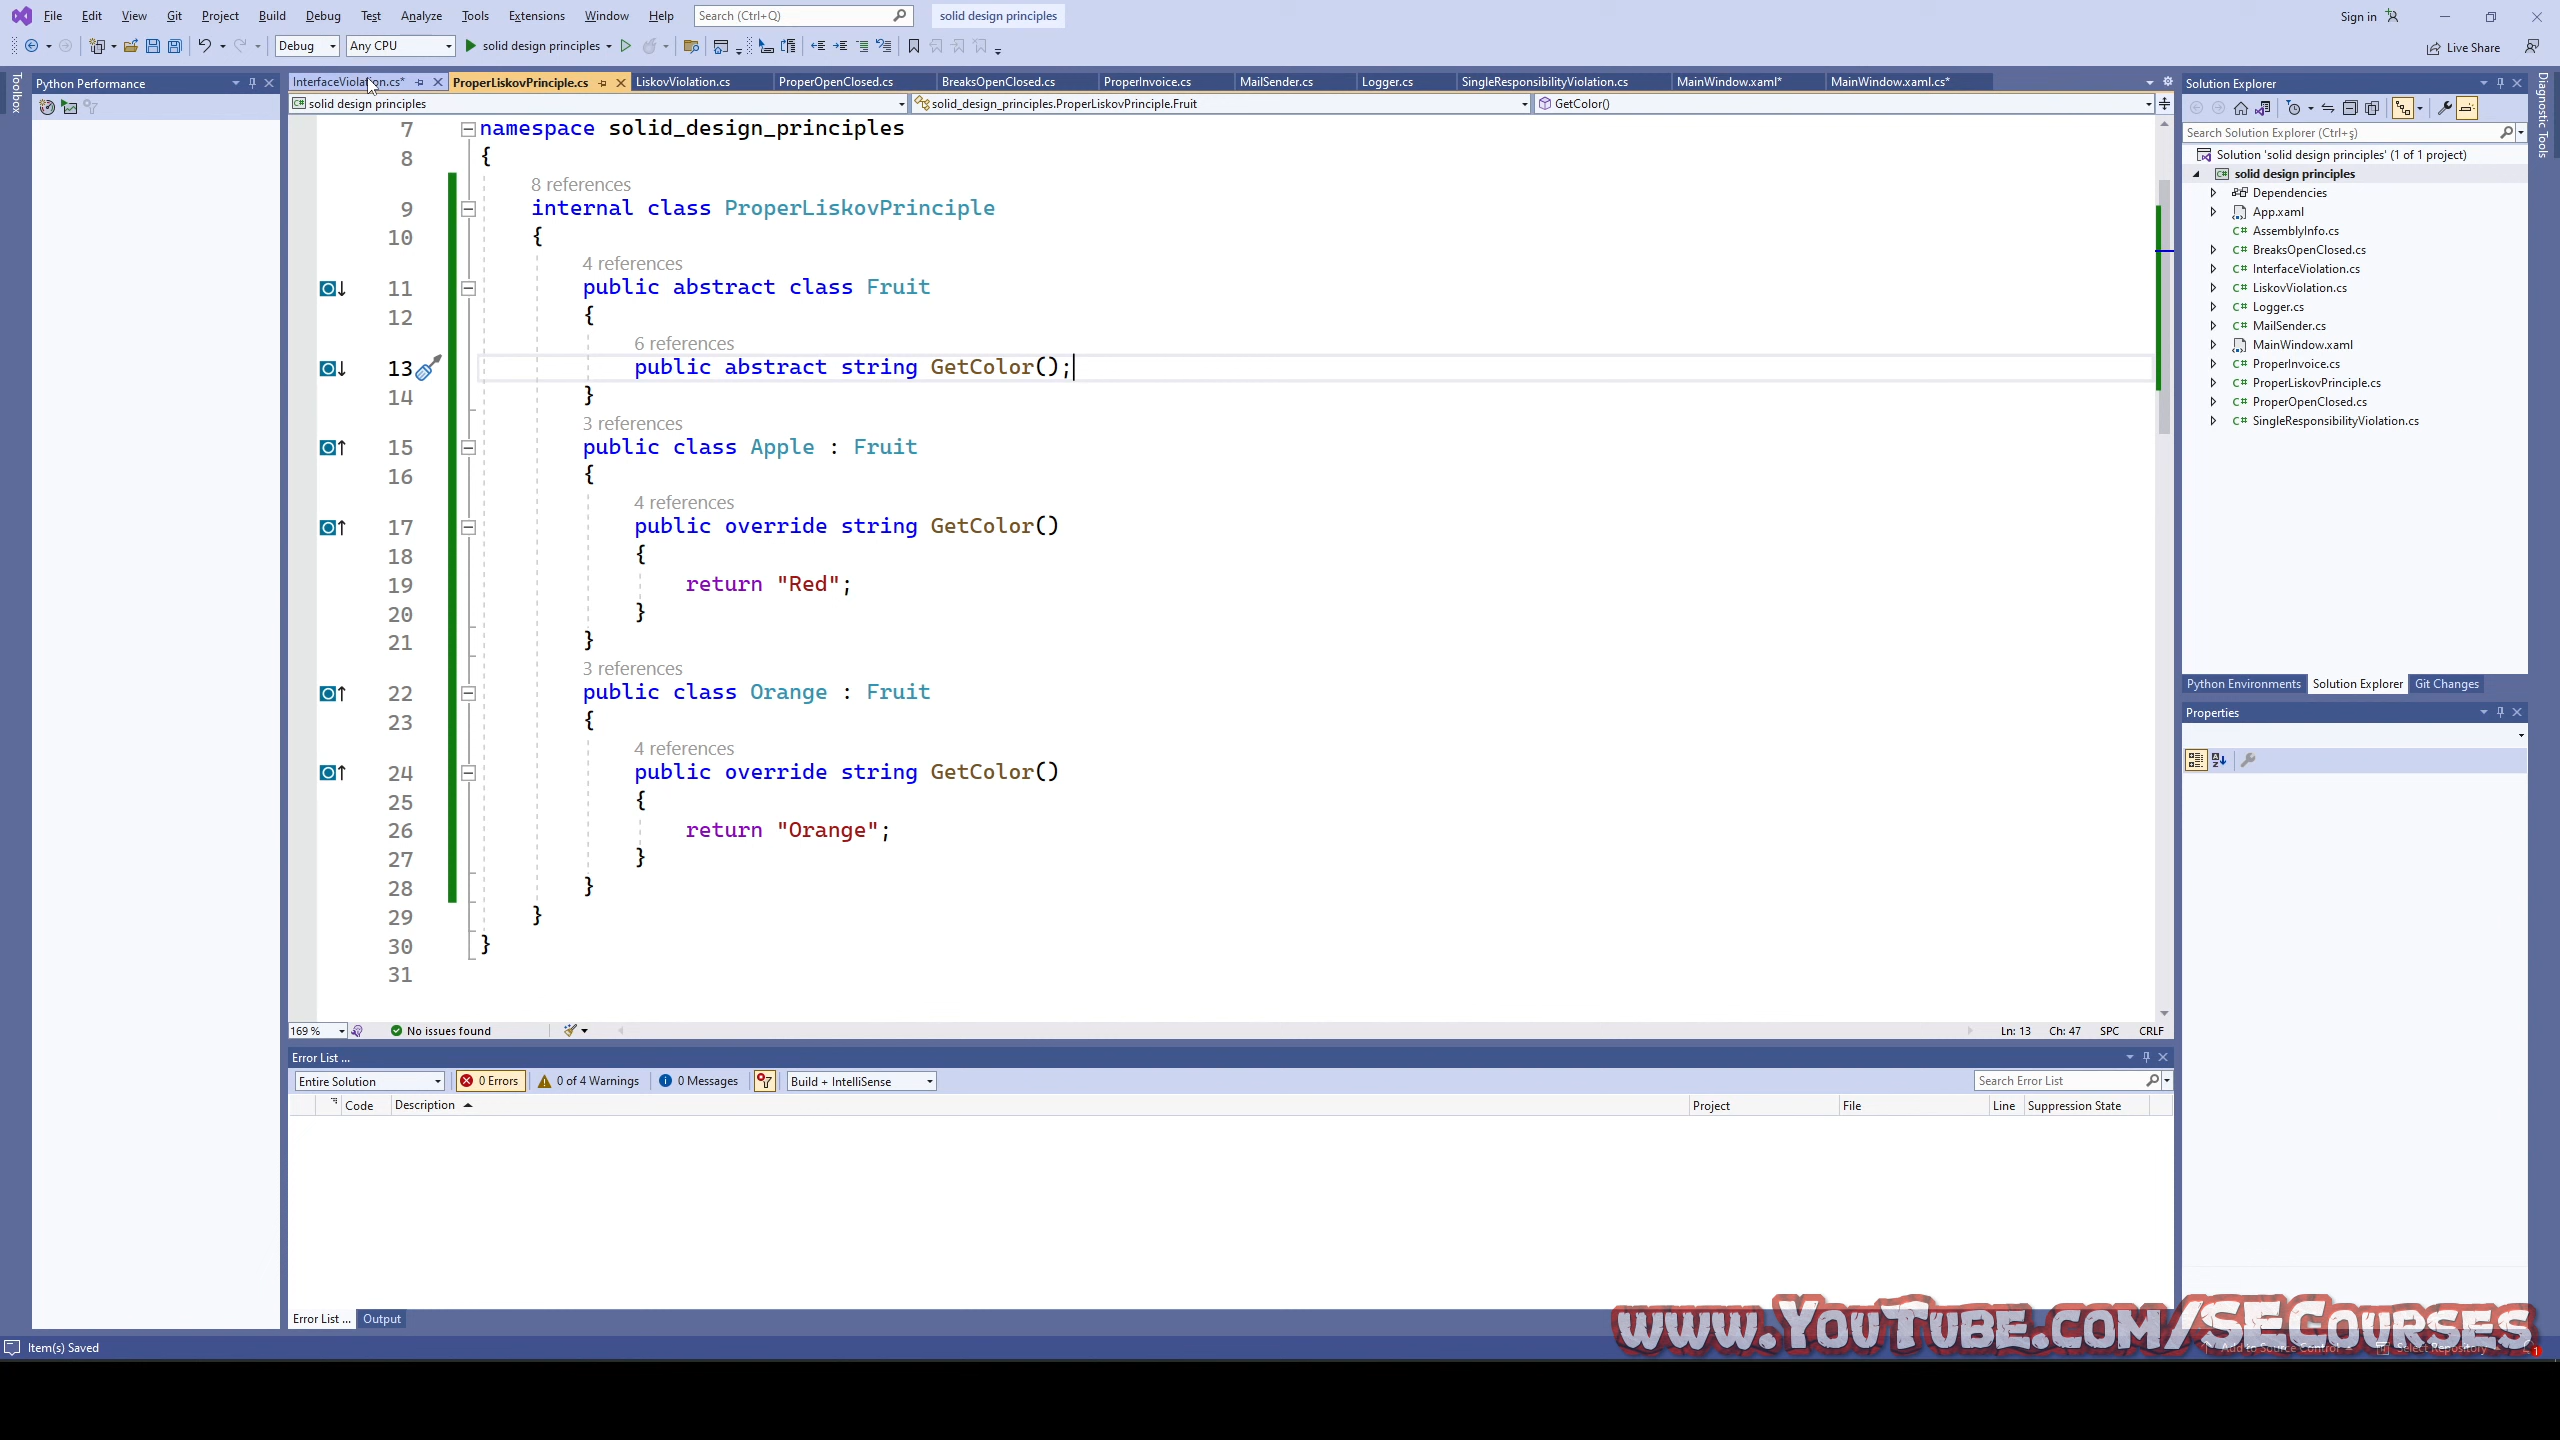 File Edit View Git Project Build Debug Test Analyze Tools Extensions Window Help Search (Ctrl+Q) solid design principles Sign in
Debug Any CPU solid design principles Live Share
Toolbox
Python Performance
InterfaceViolation.cs* ProperLiskovPrinciple.cs LiskovViolation.cs ProperOpenClosed.cs BreaksOpenClosed.cs ProperInvoice.cs MailSender.cs Logger.cs SingleResponsibilityViolation.cs MainWindow.xaml* MainWindow.xaml.cs*
solid design principles solid_design_principles.ProperLiskovPrinciple.Fruit GetColor()
7 namespace solid_design_principles
8 {
8 references
9 internal class ProperLiskovPrinciple
10 {
4 references
11 public abstract class Fruit
12 {
6 references
13 public abstract string GetColor();
14 }
3 references
15 public class Apple : Fruit
16 {
4 references
17 public override string GetColor()
18 {
19 return "Red";
20 }
21 }
3 references
22 public class Orange : Fruit
23 {
4 references
24 public override string GetColor()
25 {
26 return "Orange";
27 }
28 }
29 }
30 }
31
169 % No issues found Ln: 13 Ch: 47 SPC CRLF
Error List ...
Entire Solution 0 Errors 0 of 4 Warnings 0 Messages Build + IntelliSense Search Error List
Code Description Project File Line Suppression State
Error List ... Output
Item(s) Saved
Solution Explorer
Search Solution Explorer (Ctrl+ş)
Solution 'solid design principles' (1 of 1 project)
solid design principles
Dependencies
App.xaml
AssemblyInfo.cs
BreaksOpenClosed.cs
InterfaceViolation.cs
LiskovViolation.cs
Logger.cs
MailSender.cs
MainWindow.xaml
ProperInvoice.cs
ProperLiskovPrinciple.cs
ProperOpenClosed.cs
SingleResponsibilityViolation.cs
Python Environments Solution Explorer Git Changes
Properties
Diagnostic Tools
www.YouTube.com/SECourses
Add to Source Control Select Repository 1